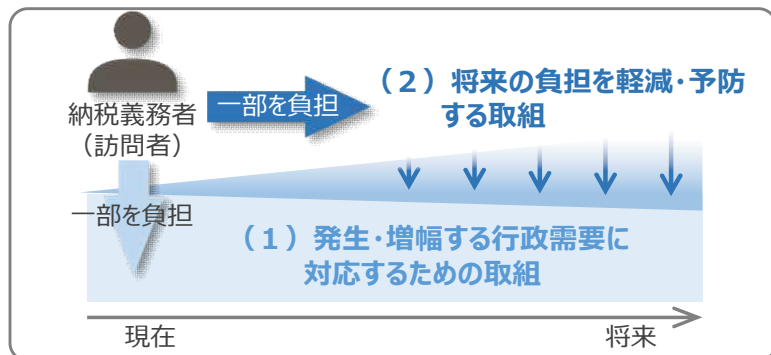 納税義務者
（訪問者）
一部を負担
（２）将来の負担を軽減・予防
する取組
一部を負担
（１）発生・増幅する行政需要に
対応するための取組
現在
将来